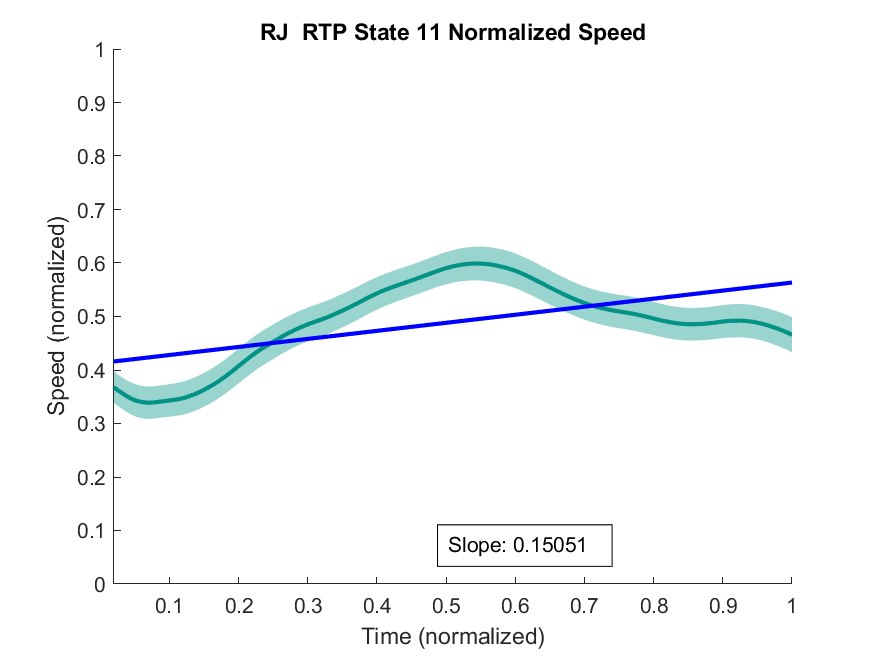 RJ  RTP State 11 Normalized Speed
1
0.9
0.8
0.7
0.6
0.5
0.4
0.3
0.2
0.1
0
Speed (normalized)
Slope: 0.15051
0.1 0.2 0.3 0.4 0.5 0.6 0.7 0.8 0.9 1
Time (normalized)